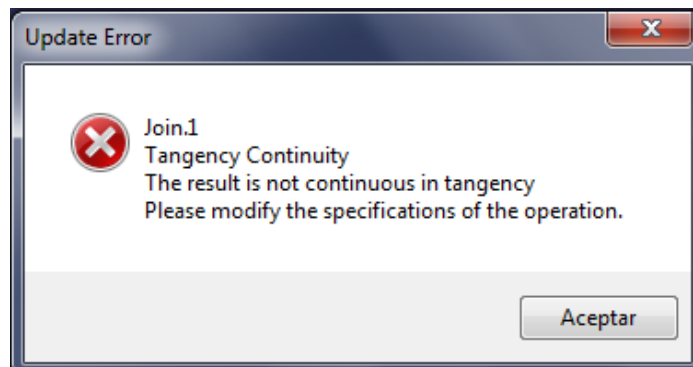 Update Error
Join.1
Tangency Continuity
The result is not continuous in tangency
Please modify the specifications of the operation.
Aceptar